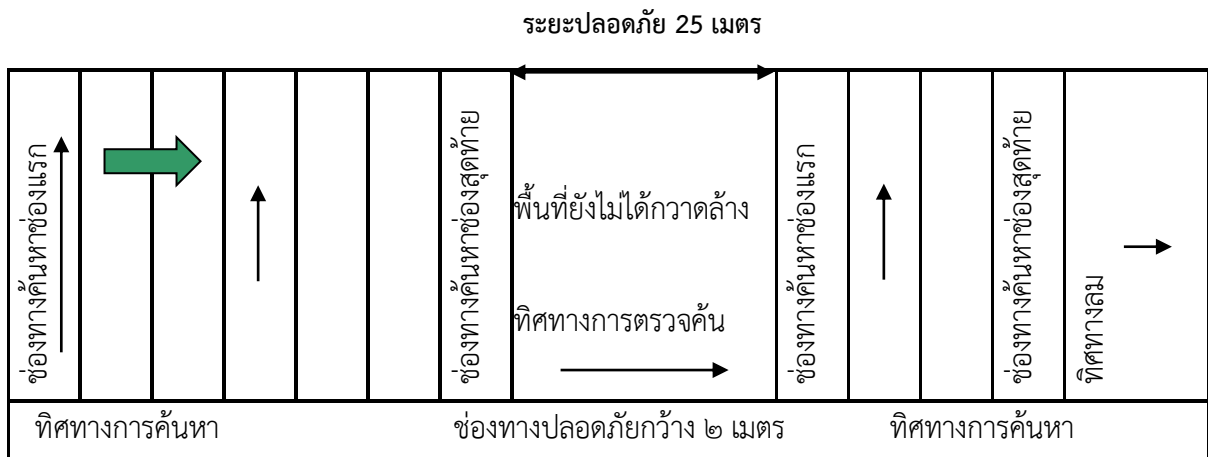 ระยะปลอดภัย 25 เมตร
ช่องทางค้นหาช่องแรก
ช่องทางค้นหาช่องสุดท้าย
พื้นที่ยังไม่ได้กวาดล้าง
ทิศทางการตรวจค้น
ช่องทางค้นหาช่องแรก
ช่องทางค้นหาช่องสุดท้าย
ทิศทางลม
ทิศทางการค้นหา
ช่องทางปลอดภัยกว้าง ๒ เมตร
ทิศทางการค้นหา